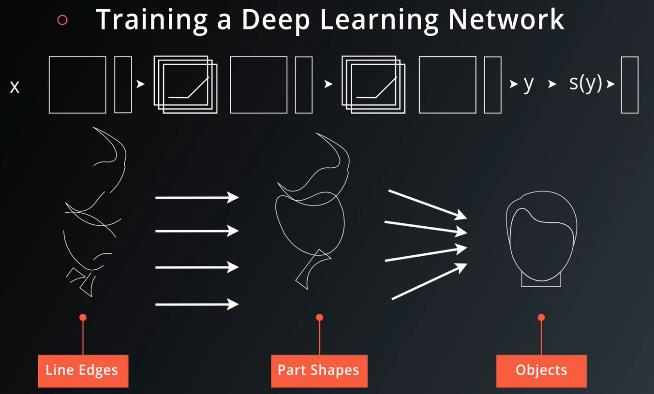 Training a Deep Learning Network
x y s(y)
Line Edges Part Shapes Objects